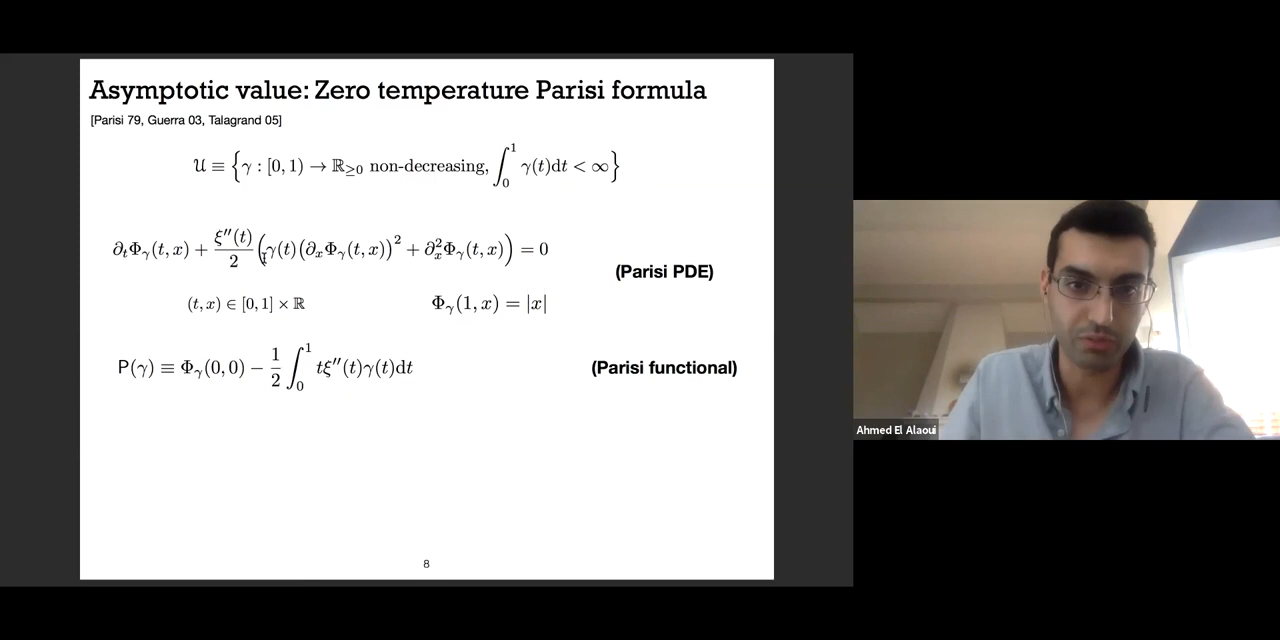 Asymptotic value: Zero temperature Parisi formula
[Parisi 79, Guerra 03, Talagrand 05]
𝒰 ≡ {γ : [0, 1) → ℝ≥0 non-decreasing, ∫₀¹ γ(t)dt < ∞}
∂ₜΦᵧ(t, x) + ξ″(t)/2 (γ(t)(∂ₓΦᵧ(t, x))² + ∂ₓ²Φᵧ(t, x)) = 0
(Parisi PDE)
(t, x) ∈ [0, 1] × ℝ Φᵧ(1, x) = |x|
P(γ) ≡ Φᵧ(0, 0) − 1/2 ∫₀¹ tξ″(t)γ(t)dt (Parisi functional)
Ahmed El Alaoui
8